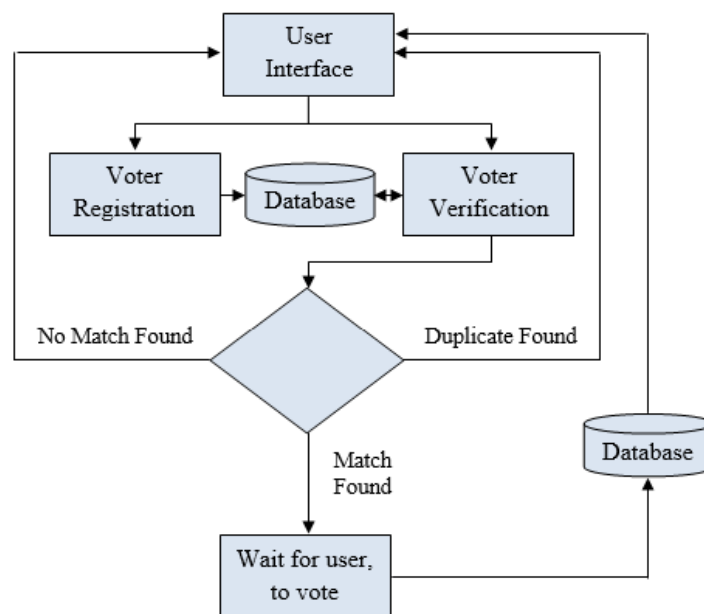 User
Interface
Voter
Registration
Database
Voter
Verification
No Match Found
Duplicate Found
Match
Found
Database
Wait for user,
to vote